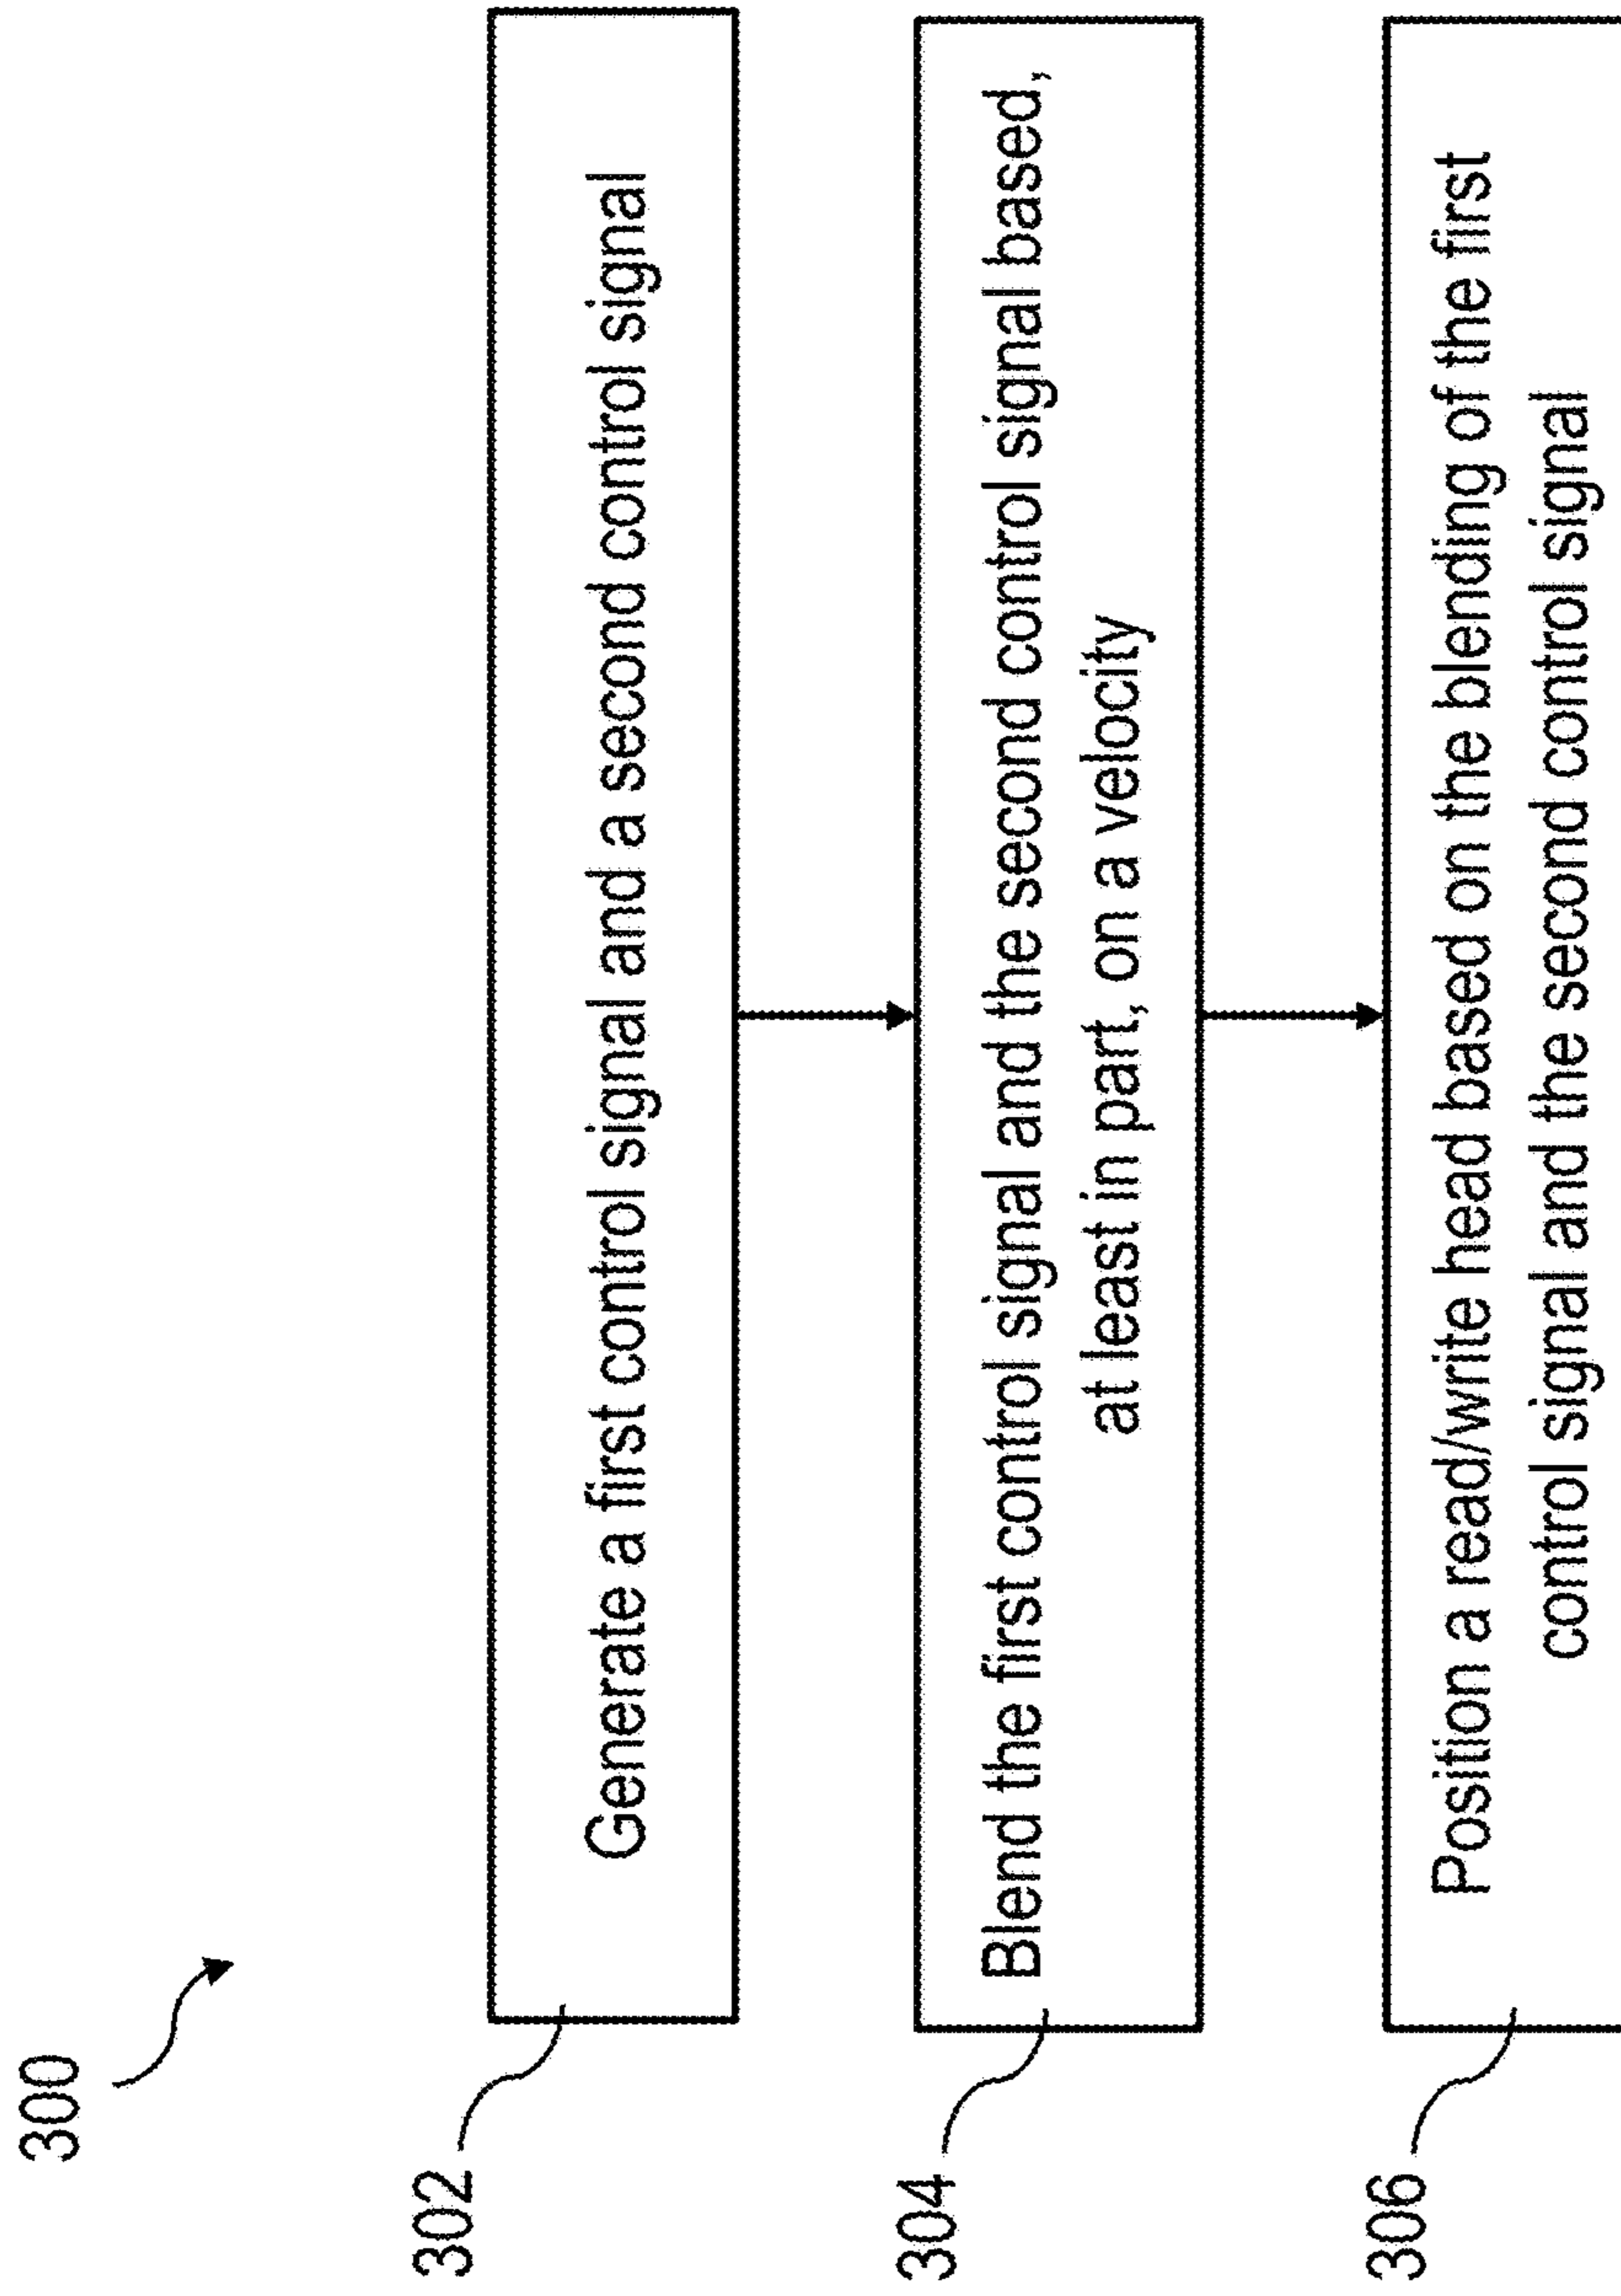 300
302
Generate a first control signal and a second control signal
304
Blend the first control signal and the second control signal based,
at least in part, on a velocity
306
Position a read/write head based on the blending of the first
control signal and the second control signal